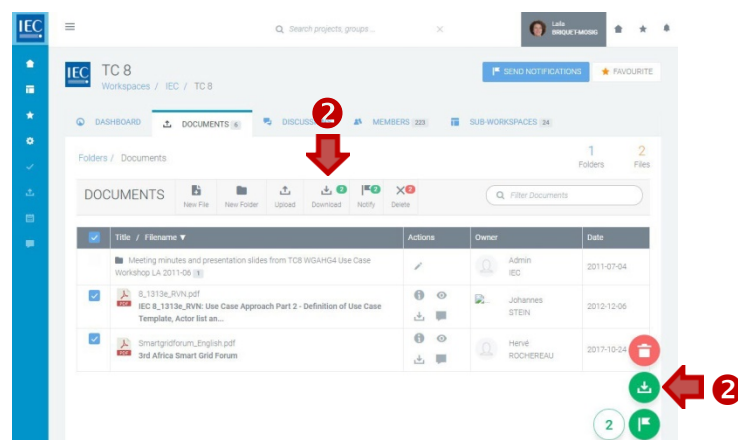 IEC
Search projects, groups ...
Laila
BRIQUET-MOSIG
IEC
TC 8
Workspaces / IEC / TC 8
SEND NOTIFICATIONS
FAVOURITE
2
DASHBOARD
DOCUMENTS 6
DISCUSS
MEMBERS 223
SUB-WORKSPACES 24
Folders / Documents
1
Folders
2
Files
DOCUMENTS
New File
New Folder
Upload
2
Download
2
Notify
2
Delete
Filter Documents
Title / Filename ▼
Actions
Owner
Date
Meeting minutes and presentation slides from TC8 WGAHG4 Use Case
Workshop LA 2011-06 1
Admin
IEC
2011-07-04
8_1313e_RVN.pdf
IEC 8_1313e_RVN: Use Case Approach Part 2 - Definition of Use Case
Template, Actor list an...
Johannes
STEIN
2012-12-06
Smartgridforum_English.pdf
3rd Africa Smart Grid Forum
Hervé
ROCHEREAU
2017-10-24
2
2